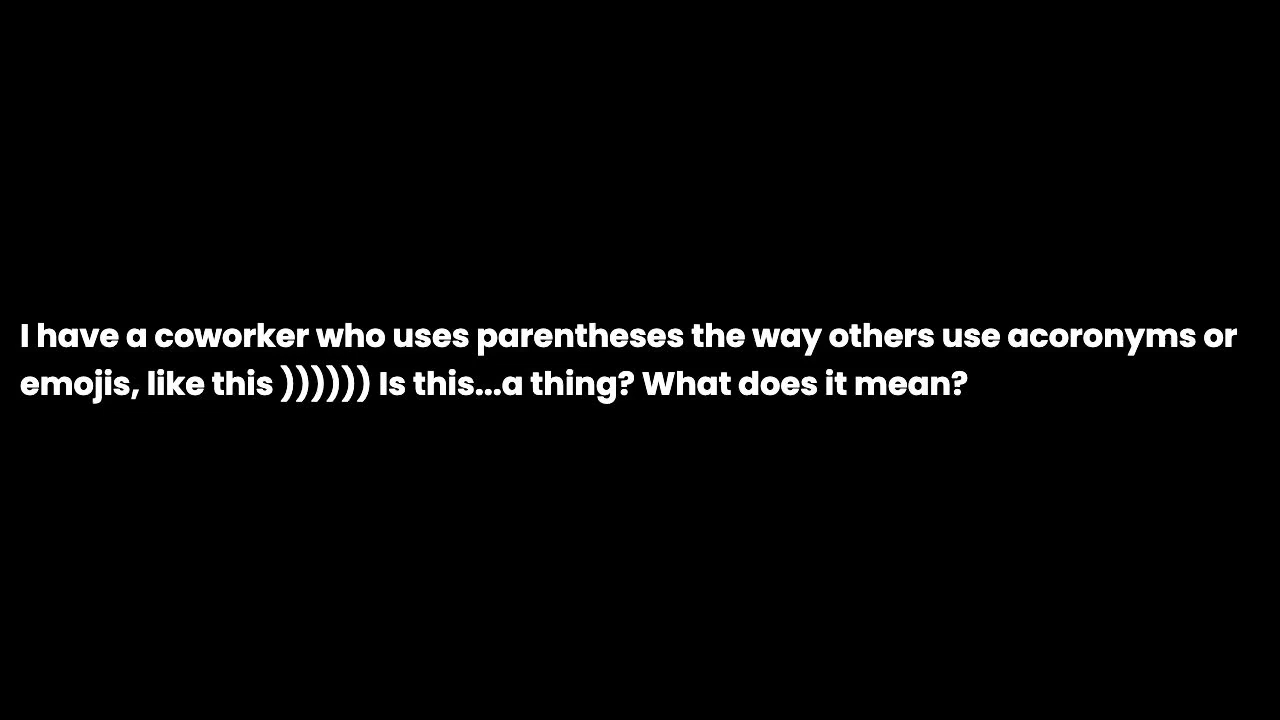 I have a coworker who uses parentheses the way others use acoronyms or
emojis, like this )))))) Is this...a thing? What does it mean?